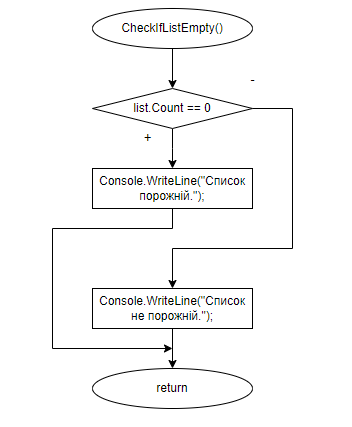 CheckIfListEmpty()
-
list.Count == 0
+
Console.WriteLine("Список
порожній.");
Console.WriteLine("Список
не порожній.");
return